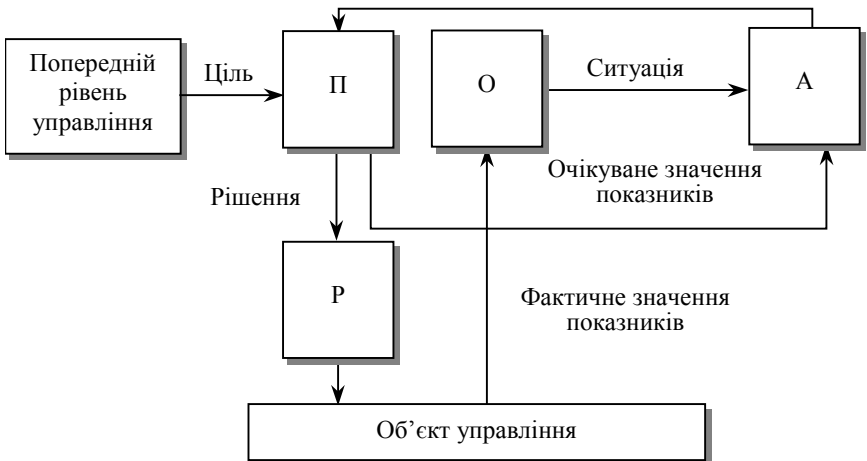 Попередній
рівень
управління
Ціль
П
О
Ситуація
А
Очікуване значення
показників
Рішення
Р
Фактичне значення
показників
Об’єкт управління